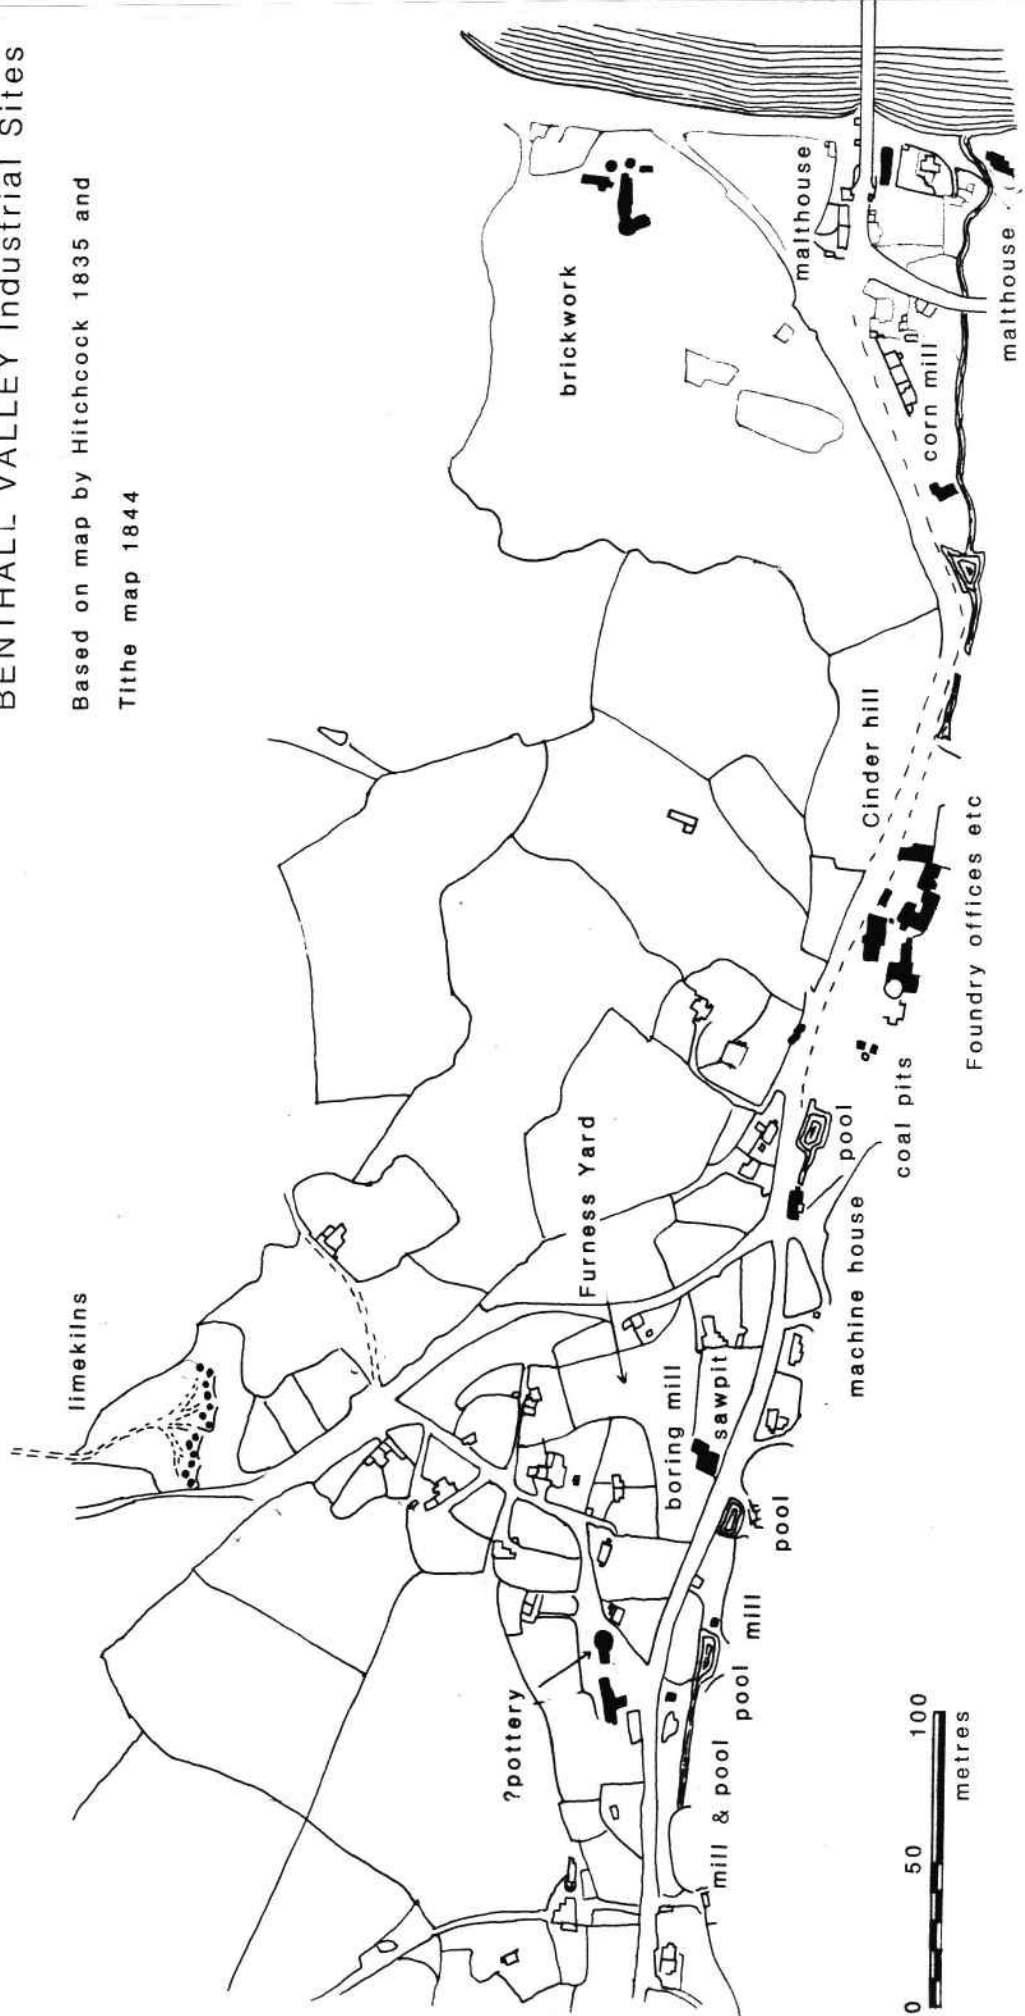 BENTHALL VALLEY Industrial Sites
Based on map by Hitchcock 1835 and
Tithe map 1844
limekilns
brickwork
Furness Yard
?pottery
malthouse
boring mill
sawpit
Cinder hill
corn mill
malthouse
mill & pool
pool
mill
pool
machine house
pool
coal pits
Foundry offices etc
0 50 100
metres